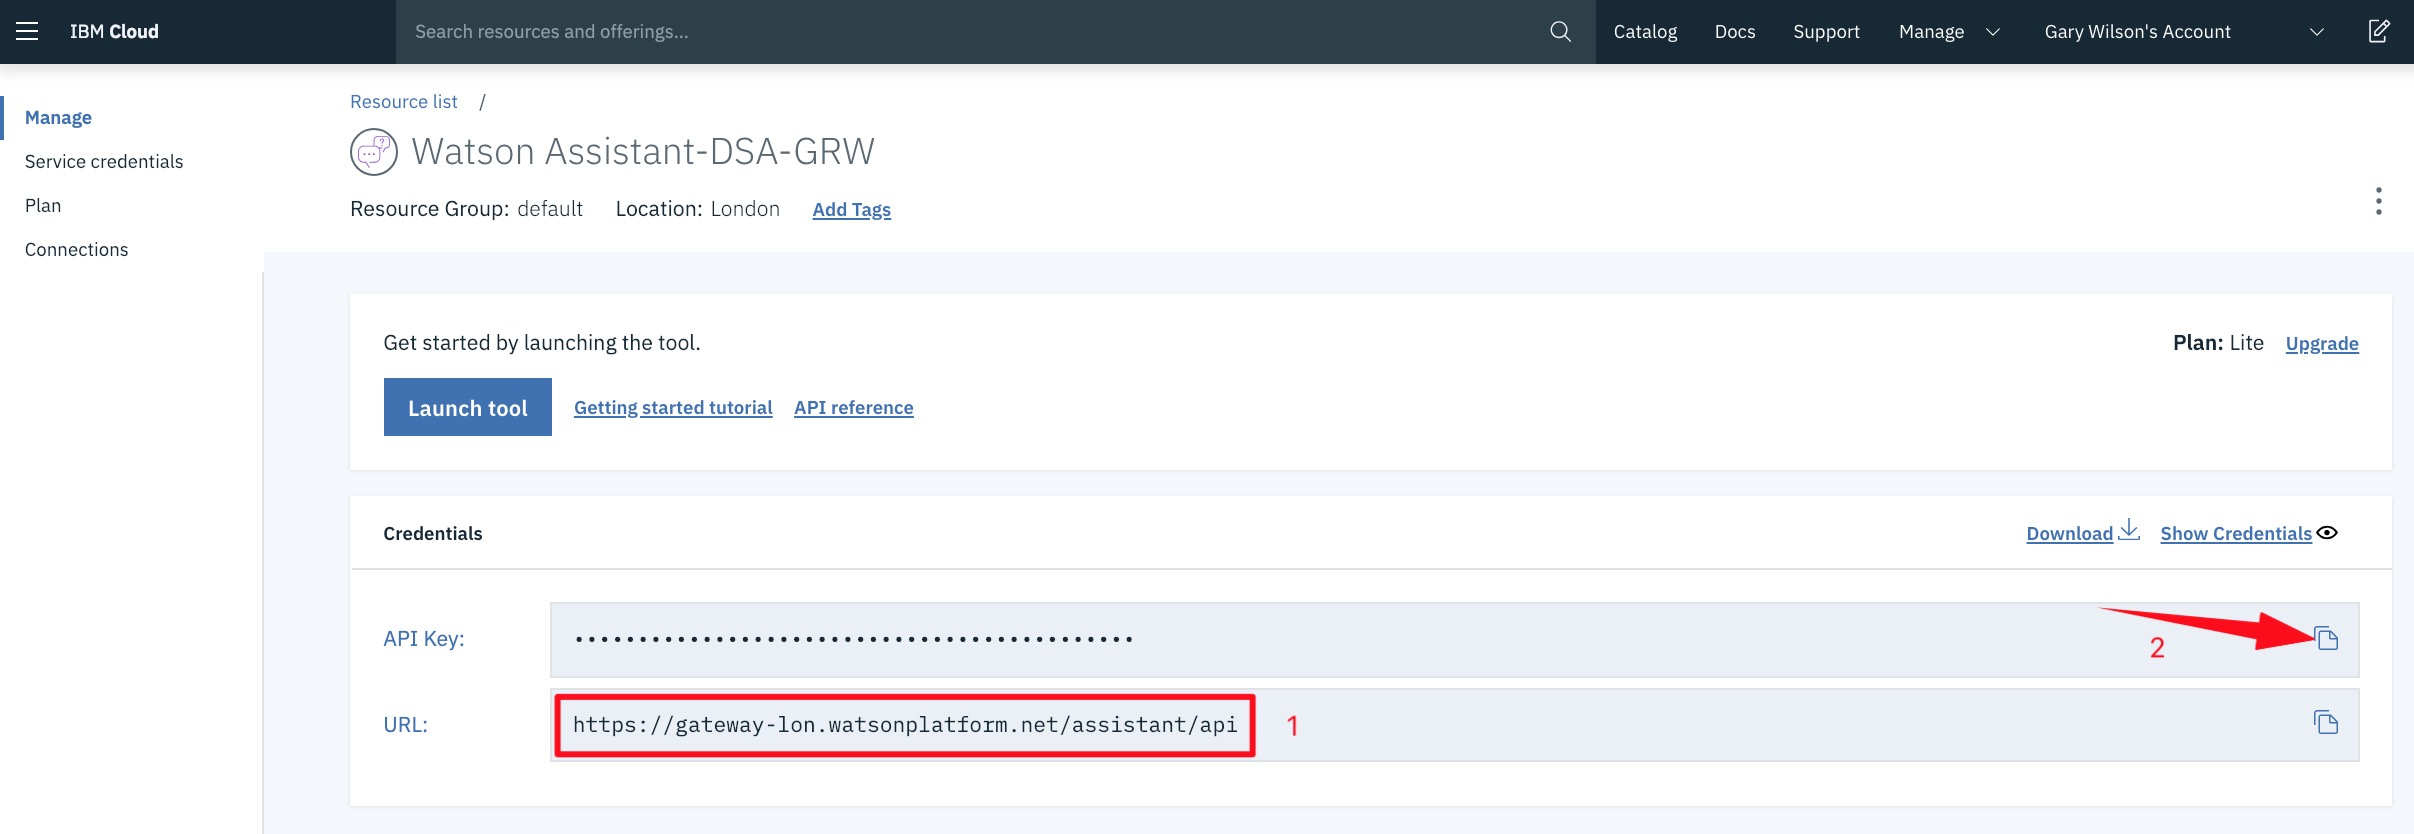 IBM Cloud
Search resources and offerings...
Catalog
Docs
Support
Manage
Gary Wilson's Account
Manage
Service credentials
Plan
Connections
Resource list /
Watson Assistant-DSA-GRW
Resource Group: default Location: London Add Tags
Get started by launching the tool.
Plan: Lite Upgrade
Launch tool
Getting started tutorial
API reference
Credentials
Download
Show Credentials
API Key: ••••••••••••••••••••••••••••••••••••••••••••
2
URL: https://gateway-lon.watsonplatform.net/assistant/api
1